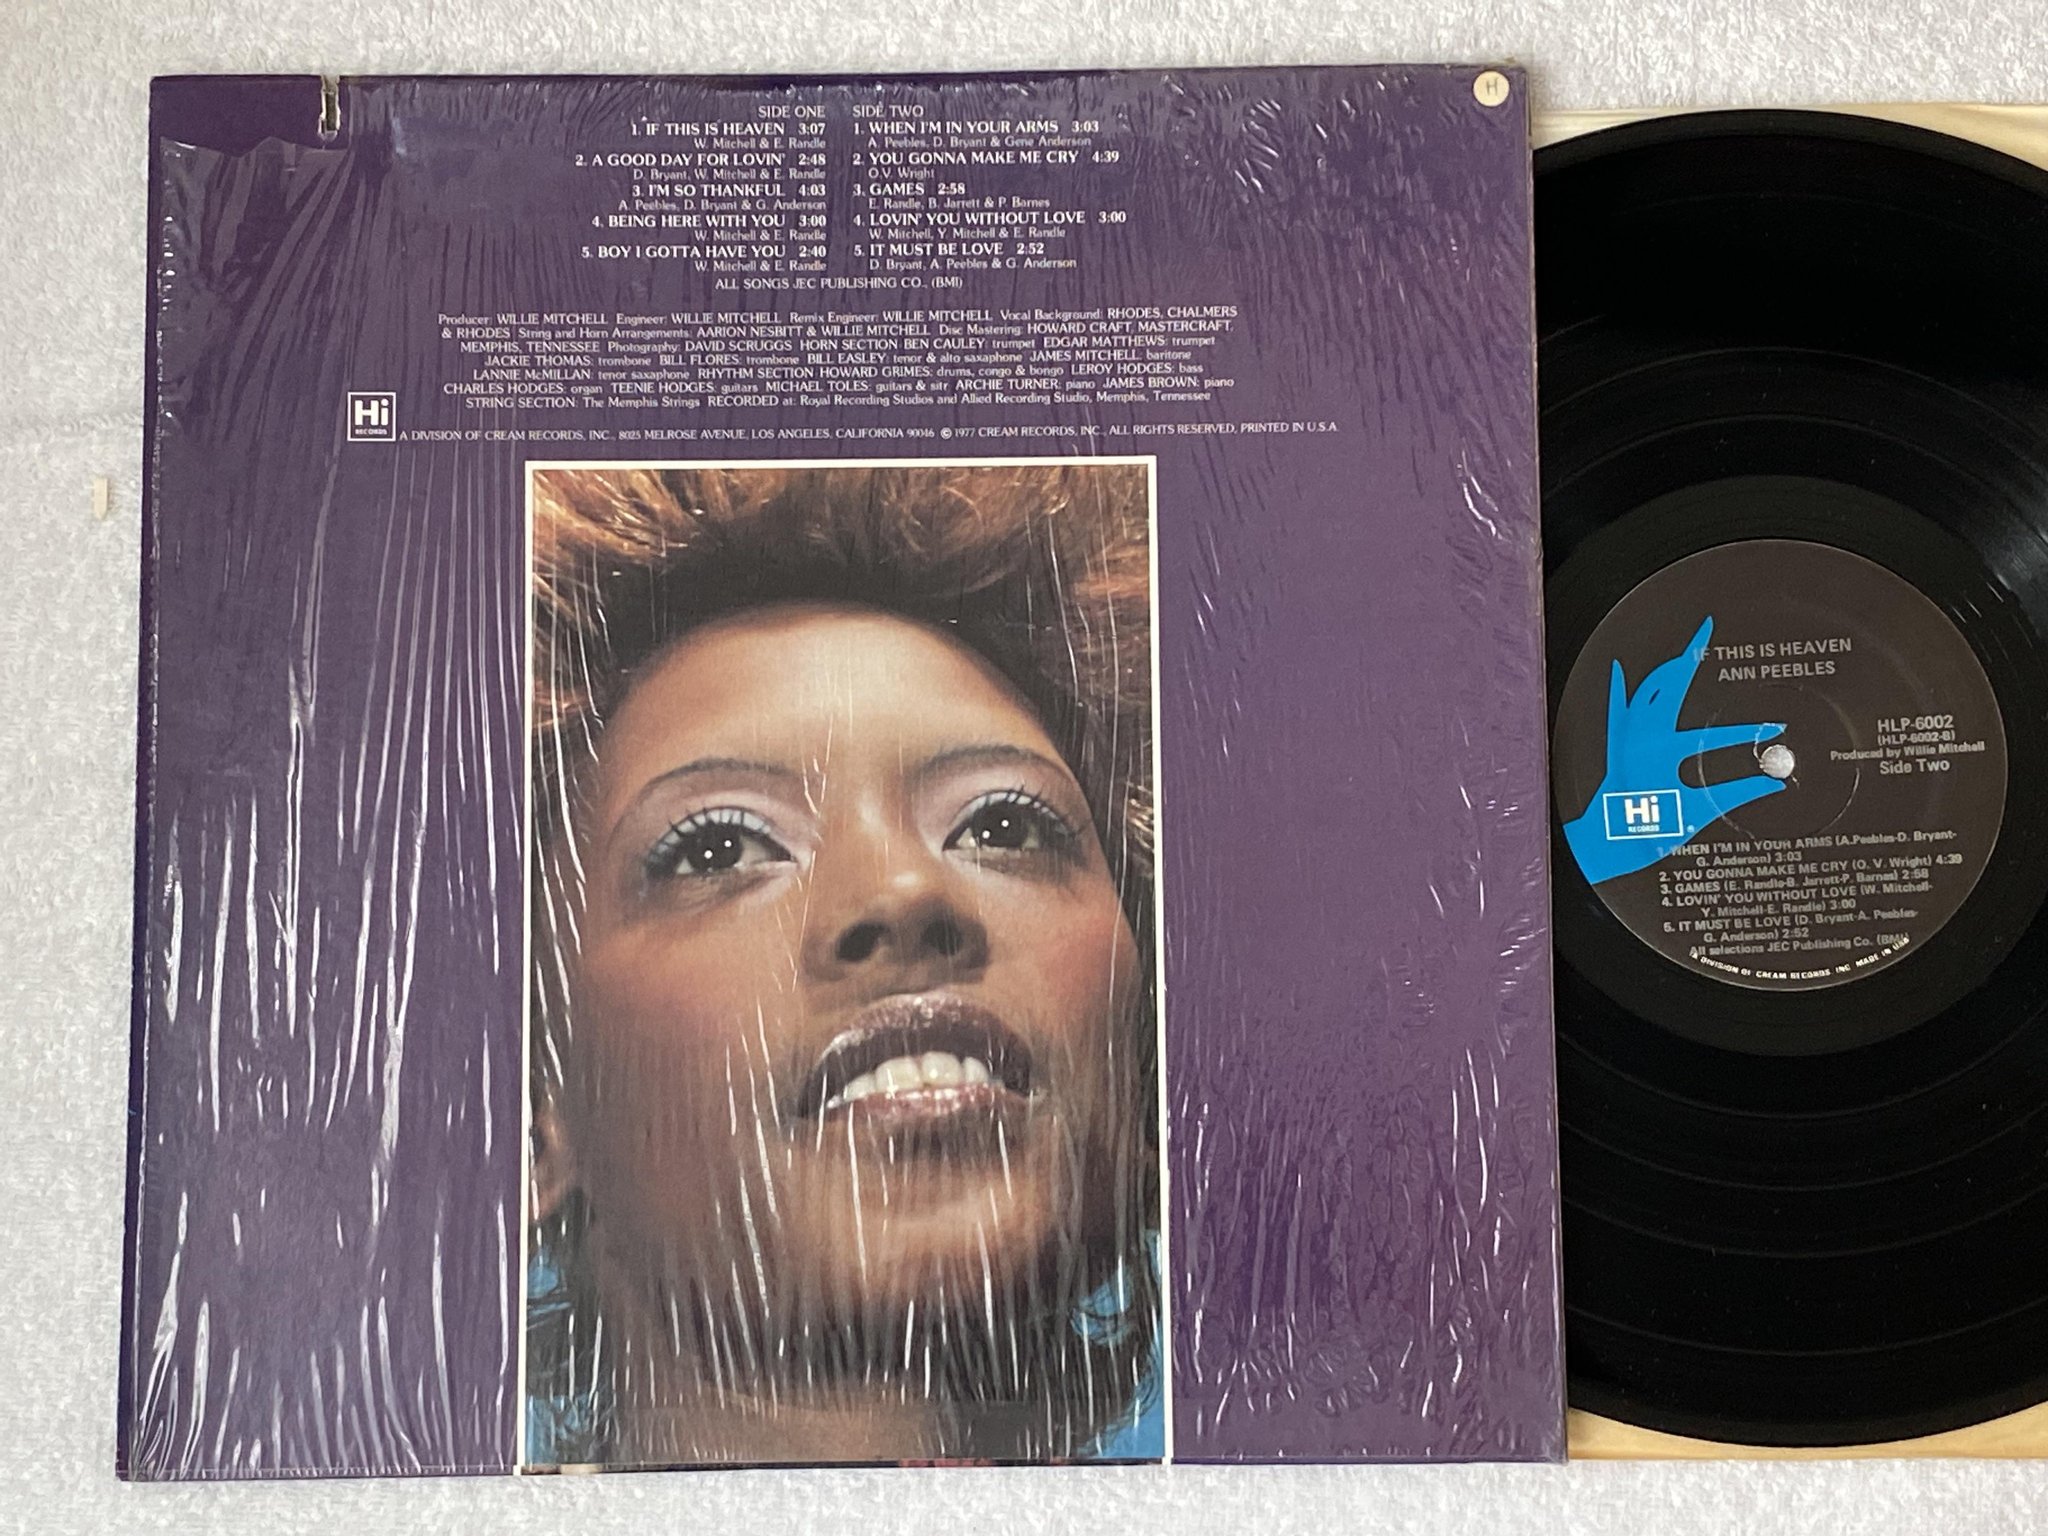 H
SIDE ONE
1. IF THIS IS HEAVEN 3:07
W. Mitchell & E. Randle
2. A GOOD DAY FOR LOVIN' 2:48
D. Bryant, W. Mitchell & E. Randle
3. I'M SO THANKFUL 4:03
A. Peebles, D. Bryant & G. Anderson
4. BEING HERE WITH YOU 3:00
W. Mitchell & E. Randle
5. BOY I GOTTA HAVE YOU 2:40
W. Mitchell & E. Randle
SIDE TWO
1. WHEN I'M IN YOUR ARMS 3:03
A. Peebles, D. Bryant & Gene Anderson
2. YOU GONNA MAKE ME CRY 4:39
O.V. Wright
3. GAMES 2:58
E. Randle, B. Jarrett & P. Barnes
4. LOVIN' YOU WITHOUT LOVE 3:00
W. Mitchell, Y. Mitchell & E. Randle
5. IT MUST BE LOVE 2:52
D. Bryant, A. Peebles & G. Anderson
ALL SONGS JEC PUBLISHING CO., (BMI)
Producer: WILLIE MITCHELL Engineer: WILLIE MITCHELL Remix Engineer: WILLIE MITCHELL Vocal Background: RHODES, CHALMERS
& RHODES String and Horn Arrangements: AARION NESBITT & WILLIE MITCHELL Disc Mastering: HOWARD CRAFT, MASTERCRAFT,
MEMPHIS, TENNESSEE Photography: DAVID SCRUGGS HORN SECTION BEN CAULEY: trumpet EDGAR MATTHEWS: trumpet
JACKIE THOMAS: trombone BILL FLORES: trombone BILL EASLEY: tenor & alto saxaphone JAMES MITCHELL: baritone
LANNIE McMILLAN: tenor saxaphone RHYTHM SECTION HOWARD GRIMES: drums, congo & bongo LEROY HODGES: bass
CHARLES HODGES: organ TEENIE HODGES: guitars MICHAEL TOLES: guitars & sitr ARCHIE TURNER: piano JAMES BROWN: piano
STRING SECTION: The Memphis Strings RECORDED at: Royal Recording Studios and Allied Recording Studio, Memphis, Tennessee
Hi
RECORDS
A DIVISION OF CREAM RECORDS, INC., 8025 MELROSE AVENUE, LOS ANGELES, CALIFORNIA 90046 © 1977 CREAM RECORDS, INC., ALL RIGHTS RESERVED, PRINTED IN U.S.A.
IF THIS IS HEAVEN
ANN PEEBLES
HLP-6002
(HLP-6002-B)
Produced by Willie Mitchell
Side Two
Hi
RECORDS
®
1. WHEN I'M IN YOUR ARMS (A.Peebles-D. Bryant-
G. Anderson) 3:03
2. YOU GONNA MAKE ME CRY (O. V. Wright) 4:39
3. GAMES (E. Randle-B. Jarrett-P. Barnes) 2:58
4. LOVIN' YOU WITHOUT LOVE (W. Mitchell-
Y. Mitchell-E. Randle) 3:00
5. IT MUST BE LOVE (D. Bryant-A. Peebles-
G. Anderson) 2:52
All selections JEC Publishing Co. (BMI)
A DIVISION OF CREAM RECORDS, INC. MADE IN USA